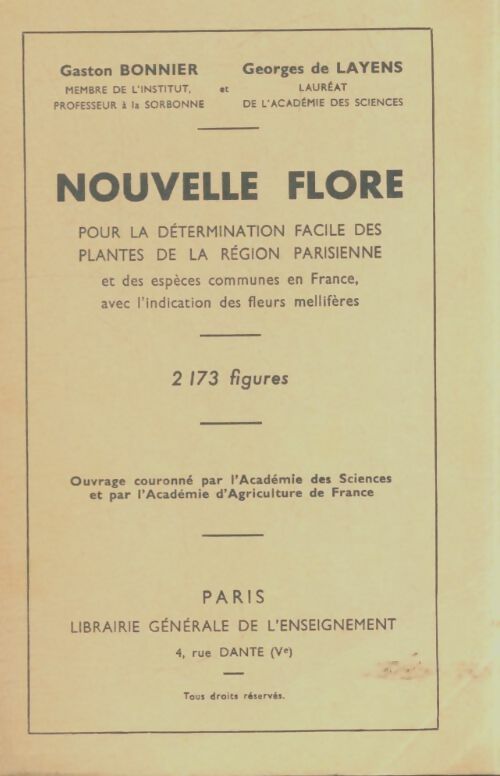 Gaston BONNIER
MEMBRE DE L'INSTITUT,
PROFESSEUR à la SORBONNE
et
Georges de LAYENS
LAURÉAT
DE L'ACADÉMIE DES SCIENCES
NOUVELLE FLORE
POUR LA DÉTERMINATION FACILE DES
PLANTES DE LA RÉGION PARISIENNE
et des espèces communes en France,
avec l'indication des fleurs mellifères
2 173 figures
Ouvrage couronné par l'Académie des Sciences
et par l'Académie d'Agriculture de France
PARIS
LIBRAIRIE GÉNÉRALE DE L'ENSEIGNEMENT
4, rue DANTE (Ve)
Tous droits réservés.